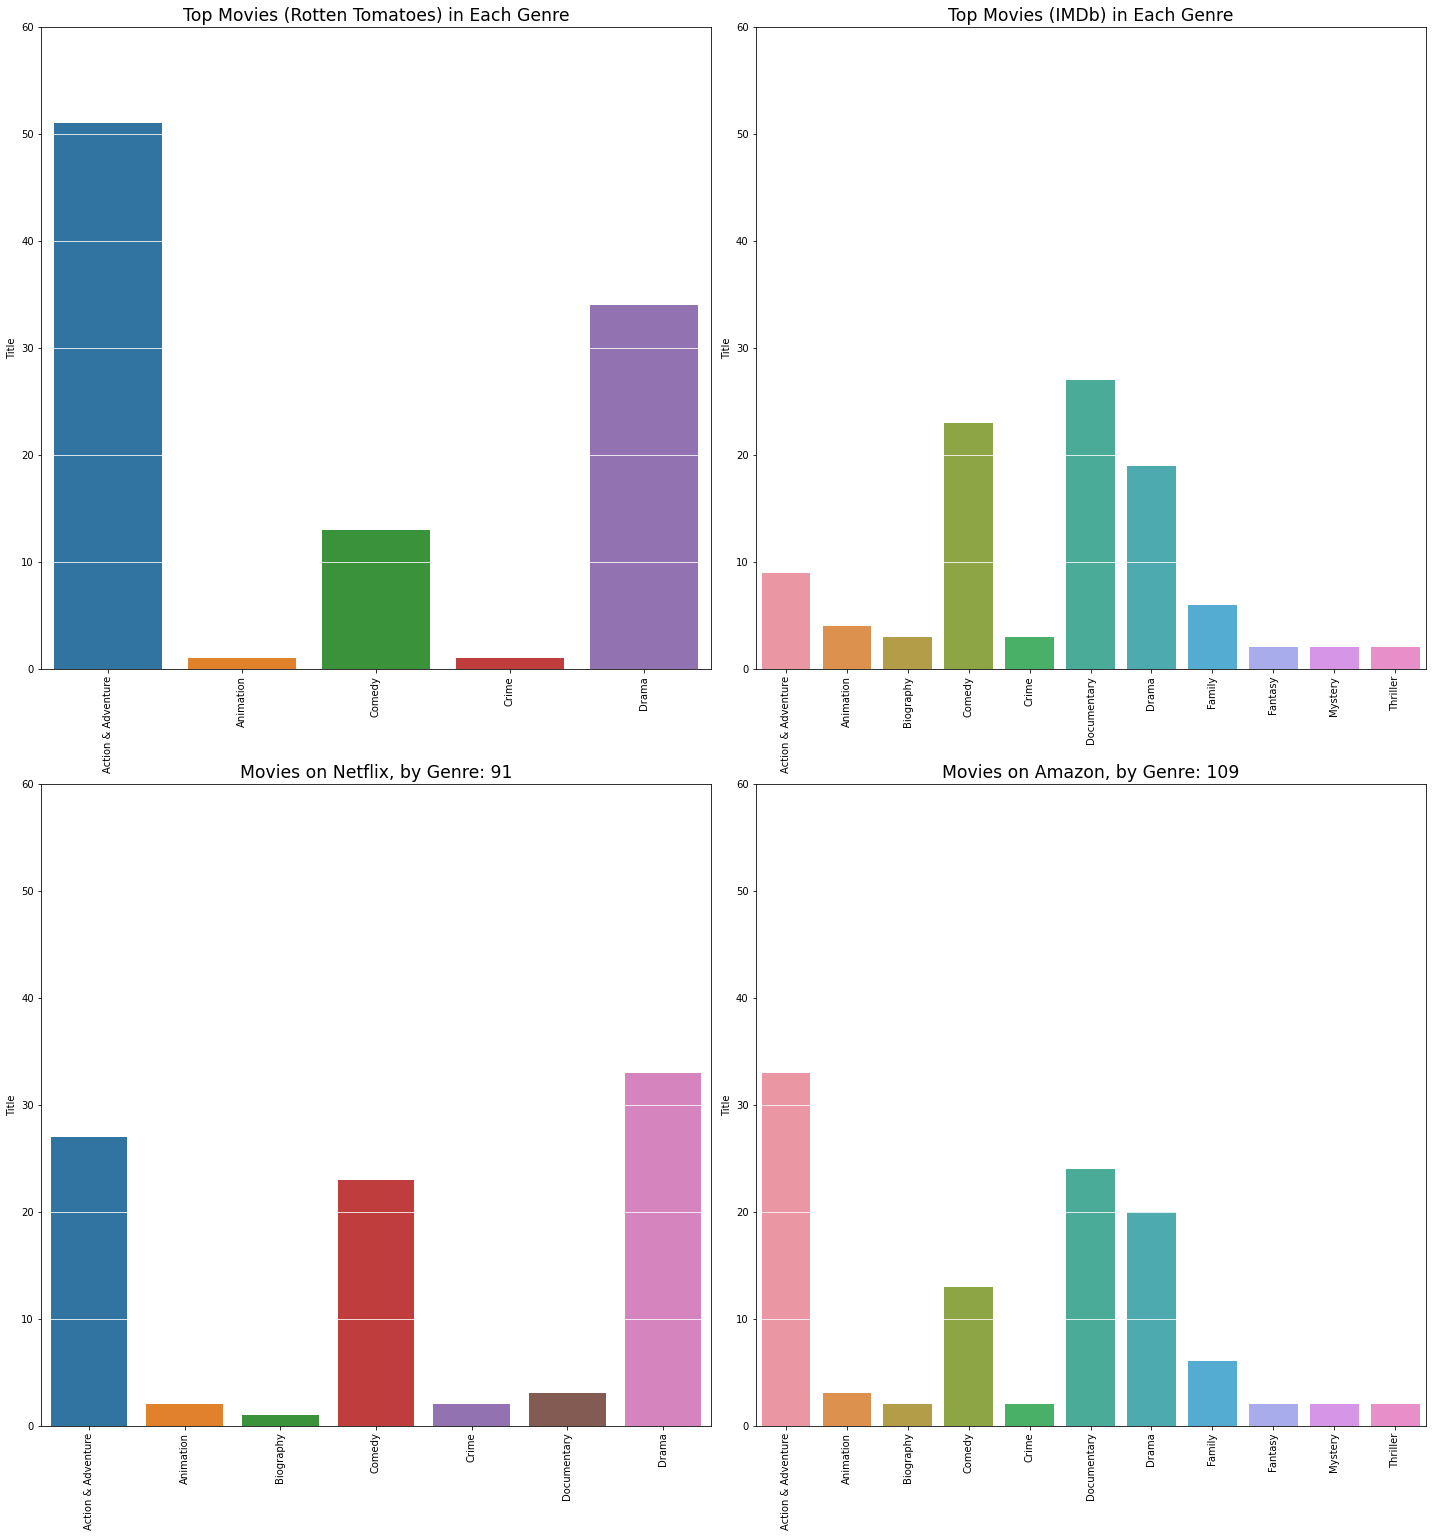 Top Movies (Rotten Tomatoes) in Each Genre
60
50
40
30
20
10
0
Title
Action & Adventure
Animation
Comedy
Crime
Drama
Top Movies (IMDb) in Each Genre
60
50
40
30
20
10
0
Title
Action & Adventure
Animation
Biography
Comedy
Crime
Documentary
Drama
Family
Fantasy
Mystery
Thriller
Movies on Netflix, by Genre: 91
60
50
40
30
20
10
0
Title
Action & Adventure
Animation
Biography
Comedy
Crime
Documentary
Drama
Movies on Amazon, by Genre: 109
60
50
40
30
20
10
0
Title
Action & Adventure
Animation
Biography
Comedy
Crime
Documentary
Drama
Family
Fantasy
Mystery
Thriller